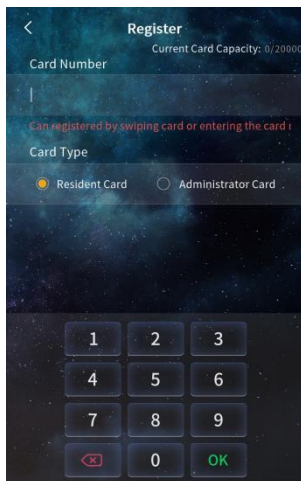 Register
Current Card Capacity: 0/20000
Card Number
Can registered by swiping card or entering the card
Card Type
Resident Card Administrator Card
1 2 3
4 5 6
7 8 9
0 OK